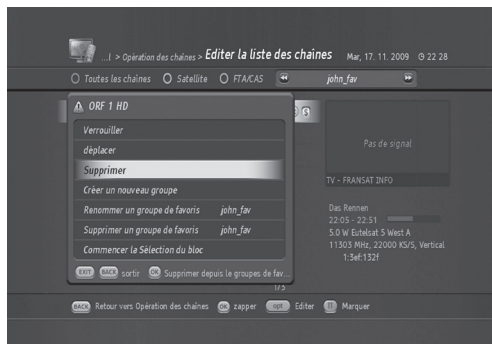 ...l > Opération des chaînes > Editer la liste des chaînes Mar, 17. 11. 2009 22 28
Toutes les chaînes Satellite FTA/CAS john_fav
ORF 1 HD
Verrouiller
déplacer
Supprimer
Créer un nouveau groupe
Renommer un groupe de favoris john_fav
Supprimer un groupe de favoris john_fav
Commencer la Sélection du bloc
EXIT BACK sortir OK Supprimer depuis le groupes de fav...
$
Pas de signal
TV - FRANSAT INFO
Das Rennen
22:05 - 22:51
5.0 W Eutelsat 5 West A
11303 MHz, 22000 KS/S, Vertical
1:3ef:132f
1/3
BACK Retour vers Opération des chaînes OK zapper opt Editer Marquer